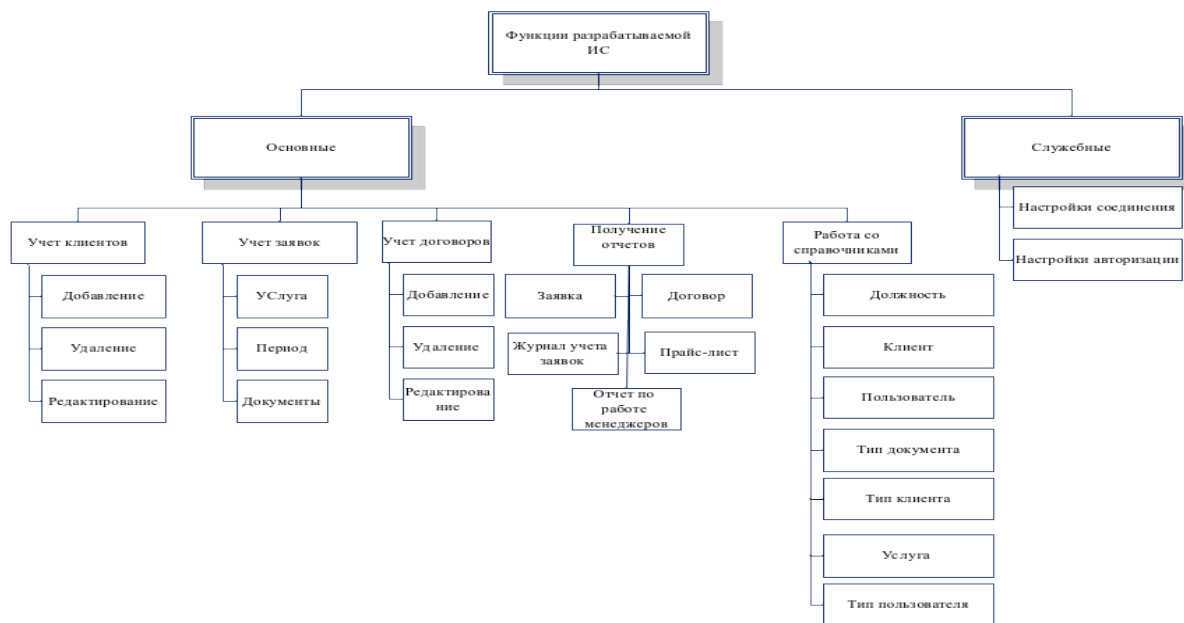 Функции разрабатываемой
ИС
Основные
Служебные
Настройки соединения
Настройки авторизации
Учет клиентов
Добавление
Удаление
Редактирование
Учет заявок
УСлуга
Период
Документы
Учет договоров
Добавление
Удаление
Редактирова
ние
Получение
отчетов
Заявка
Договор
Журнал учета
заявок
Прайс-лист
Отчет по
работе
менеджеров
Работа со
справочниками
Должность
Клиент
Пользователь
Тип документа
Тип клиента
Услуга
Тип пользователя